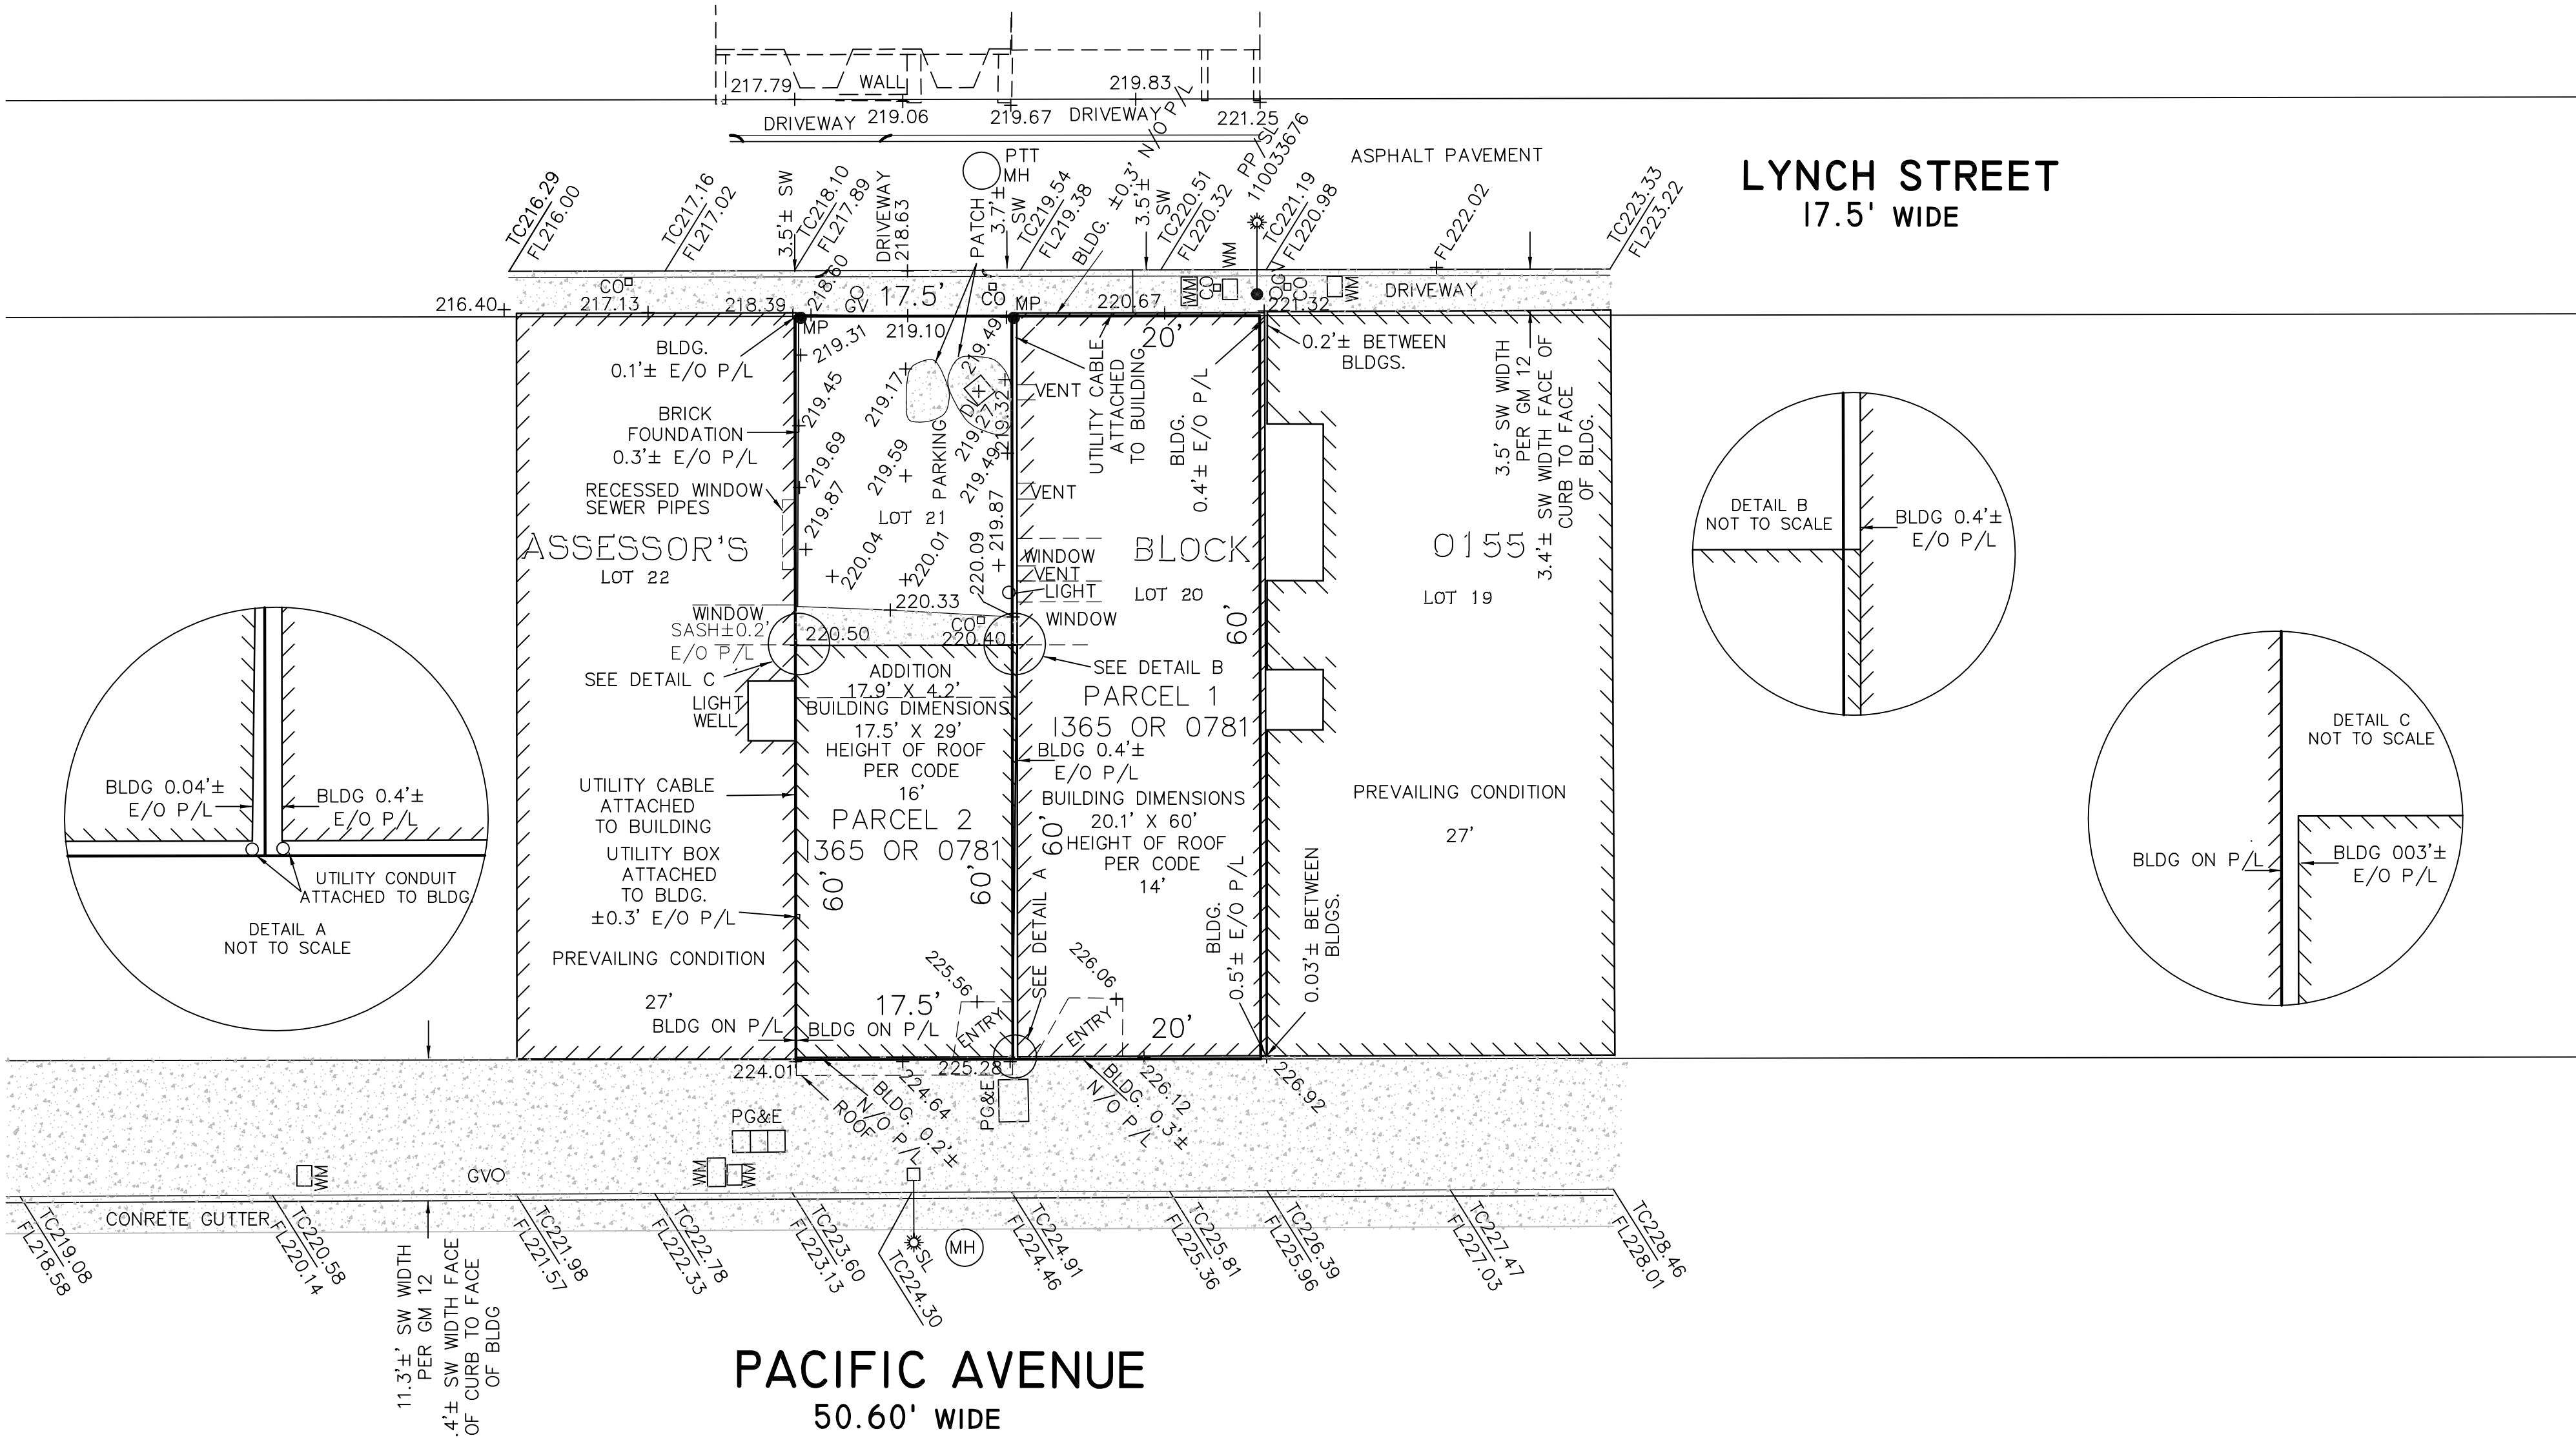 217.79
WALL
219.83
DRIVEWAY
219.06
219.67
DRIVEWAY
221.25
PTT
MH
PP/SL
110033676
ASPHALT PAVEMENT
LYNCH STREET
17.5' WIDE
TC216.29
FL216.00
TC217.16
FL217.02
3.5'± SW
TC218.10
FL217.89
DRIVEWAY
218.63
PATCH
3.7'±
SW
TC219.54
FL219.38
BLDG. ±0.3' N/O P/L
3.5'±
SW
TC220.51
FL220.32
WM
TC221.19
FL220.98
FL222.02
TC223.33
FL223.22
216.40
CO
217.13
218.39
218.60
GV
17.5'
CO
MP
220.67
WM
CO
OGV
CO
221.32
WM
DRIVEWAY
MP
219.31
219.10
219.49
20'
0.2'± BETWEEN
BLDGS.
BLDG.
0.1'± E/O P/L
BRICK
FOUNDATION
0.3'± E/O P/L
RECESSED WINDOW
SEWER PIPES
219.45
219.69
219.87
219.17
219.59
PARKING
DI
219.27
219.32
219.49
219.87
LOT 21
220.04
220.01
220.09
VENT
VENT
WINDOW
VENT
LIGHT
WINDOW
UTILITY CABLE
ATTACHED
TO BUILDING
BLDG.
0.4'± E/O P/L
3.5' SW WIDTH
PER GM 12
3.4'± SW WIDTH FACE OF
CURB TO FACE
OF BLDG.
ASSESSOR'S
BLOCK
0155
LOT 22
LOT 20
LOT 19
DETAIL B
NOT TO SCALE
BLDG 0.4'±
E/O P/L
WINDOW
SASH±0.2'
E/O P/L
220.33
220.50
CO
220.40
60'
SEE DETAIL C
SEE DETAIL B
LIGHT
WELL
ADDITION
17.9' X 4.2'
BUILDING DIMENSIONS
17.5' X 29'
HEIGHT OF ROOF
PER CODE
16'
PARCEL 2
1365 OR 0781
PARCEL 1
1365 OR 0781
BLDG 0.4'±
E/O P/L
BUILDING DIMENSIONS
20.1' X 60'
HEIGHT OF ROOF
PER CODE
14'
PREVAILING CONDITION
27'
DETAIL C
NOT TO SCALE
BLDG ON P/L
BLDG 003'±
E/O P/L
BLDG 0.04'±
E/O P/L
BLDG 0.4'±
E/O P/L
UTILITY CONDUIT
ATTACHED TO BLDG.
DETAIL A
NOT TO SCALE
UTILITY CABLE
ATTACHED
TO BUILDING
UTILITY BOX
ATTACHED
TO BLDG.
±0.3' E/O P/L
60'
60'
60'
SEE DETAIL A
BLDG.
0.5'± E/O P/L
0.03'± BETWEEN
BLDGS.
PREVAILING CONDITION
27'
BLDG ON P/L
BLDG ON P/L
17.5'
225.56
ENTRY
226.06
ENTRY
20'
224.01
ROOF
BLDG. 0.2'±
N/O P/L
224.64
225.28
PG&E
BLDG. 0.3'±
N/O P/L
226.12
226.92
PG&E
WM
GVO
WM
WM
CONRETE GUTTER
TC219.08
FL218.58
TC220.58
FL220.14
TC221.98
FL221.57
TC222.78
FL222.33
TC223.60
FL223.13
SL
TC224.30
MH
TC224.91
FL224.46
TC225.81
FL225.36
TC226.39
FL225.96
TC227.47
FL227.03
TC228.46
FL228.01
11.3'±' SW WIDTH
PER GM 12
.4'± SW WIDTH FACE
OF CURB TO FACE
OF BLDG
PACIFIC AVENUE
50.60' WIDE